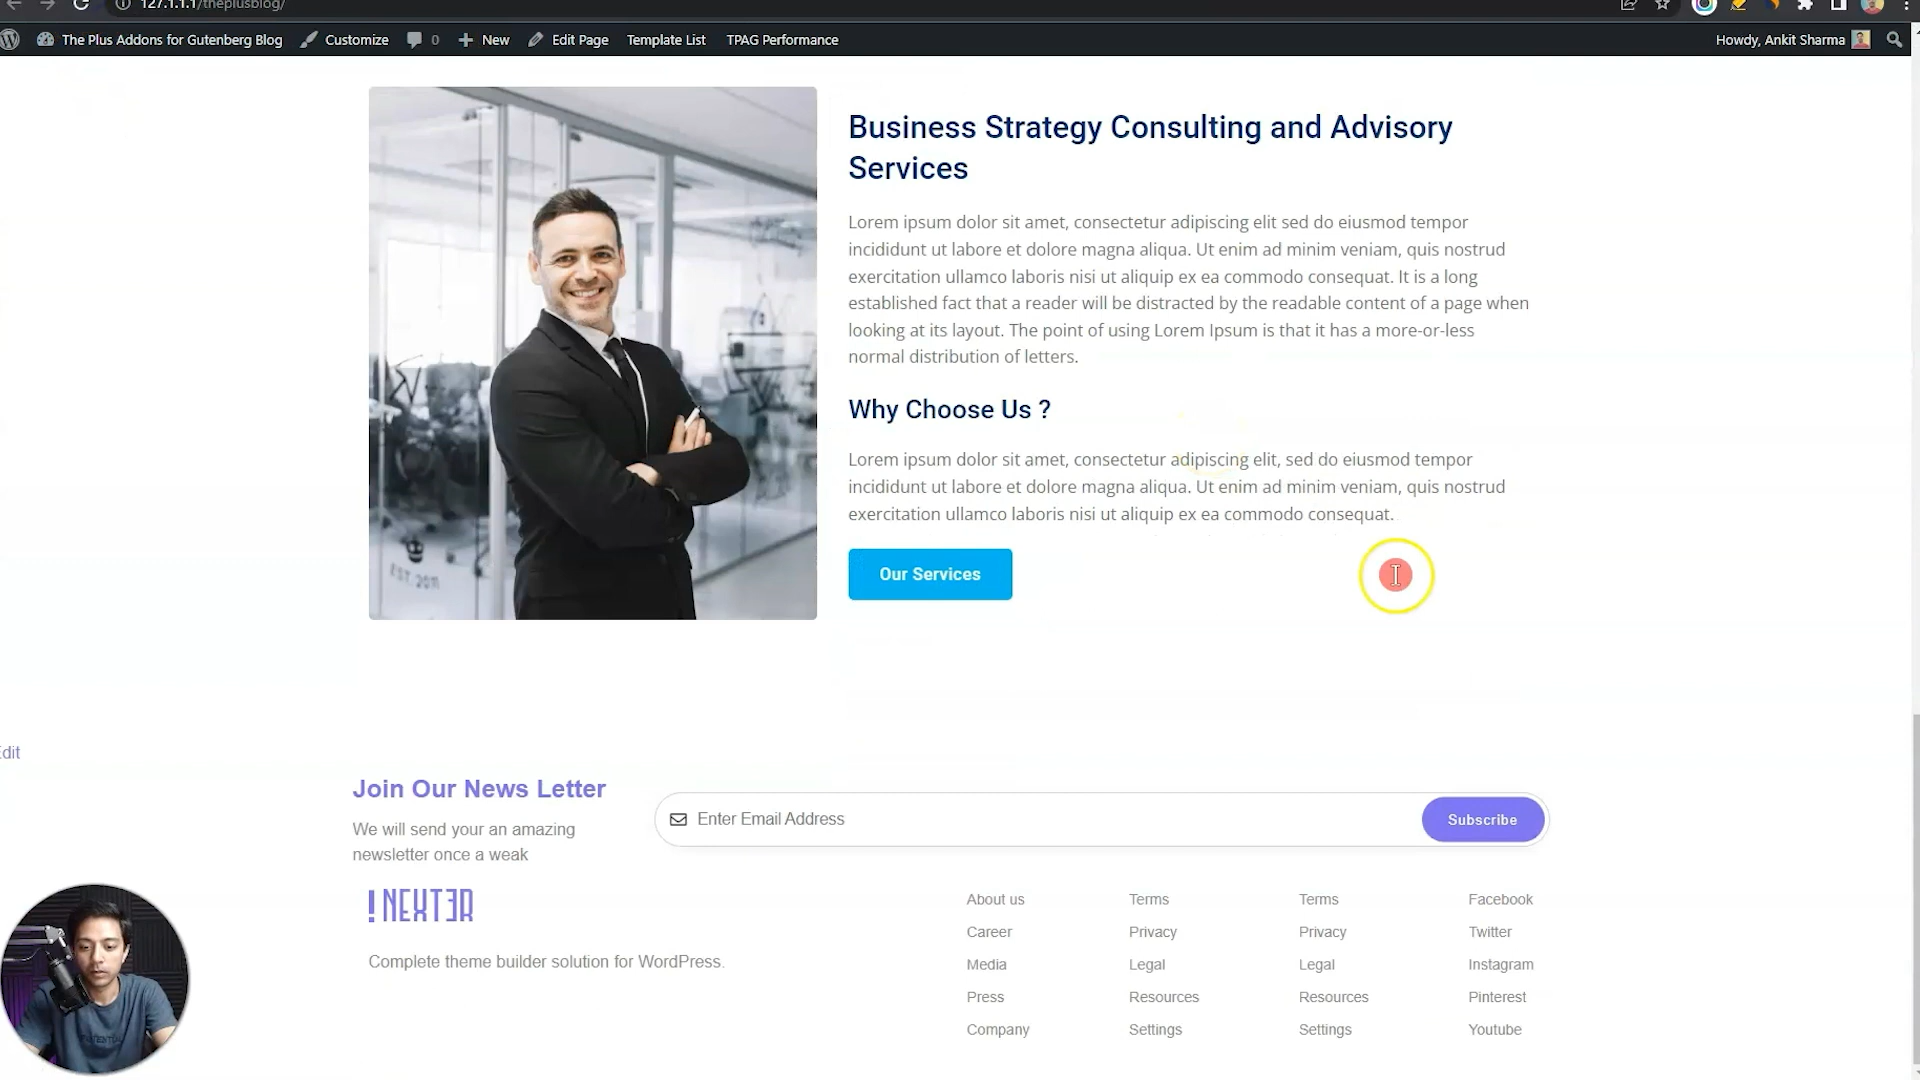 127.1.1.1/theplusblog/
The Plus Addons for Gutenberg Blog Customize 0 New Edit Page Template List TPAG Performance Howdy, Ankit Sharma
Business Strategy Consulting and Advisory
Services
Lorem ipsum dolor sit amet, consectetur adipiscing elit sed do eiusmod tempor
incididunt ut labore et dolore magna aliqua. Ut enim ad minim veniam, quis nostrud
exercitation ullamco laboris nisi ut aliquip ex ea commodo consequat. It is a long
established fact that a reader will be distracted by the readable content of a page when
looking at its layout. The point of using Lorem Ipsum is that it has a more-or-less
normal distribution of letters.
Why Choose Us ?
Lorem ipsum dolor sit amet, consectetur adipiscing elit, sed do eiusmod tempor
incididunt ut labore et dolore magna aliqua. Ut enim ad minim veniam, quis nostrud
exercitation ullamco laboris nisi ut aliquip ex ea commodo consequat.
EST. 2011
Our Services
Edit
Join Our News Letter
We will send your an amazing
newsletter once a weak
Enter Email Address
Subscribe
!NEXTER
Complete theme builder solution for WordPress.
About us
Career
Media
Press
Company
Terms
Privacy
Legal
Resources
Settings
Terms
Privacy
Legal
Resources
Settings
Facebook
Twitter
Instagram
Pinterest
Youtube